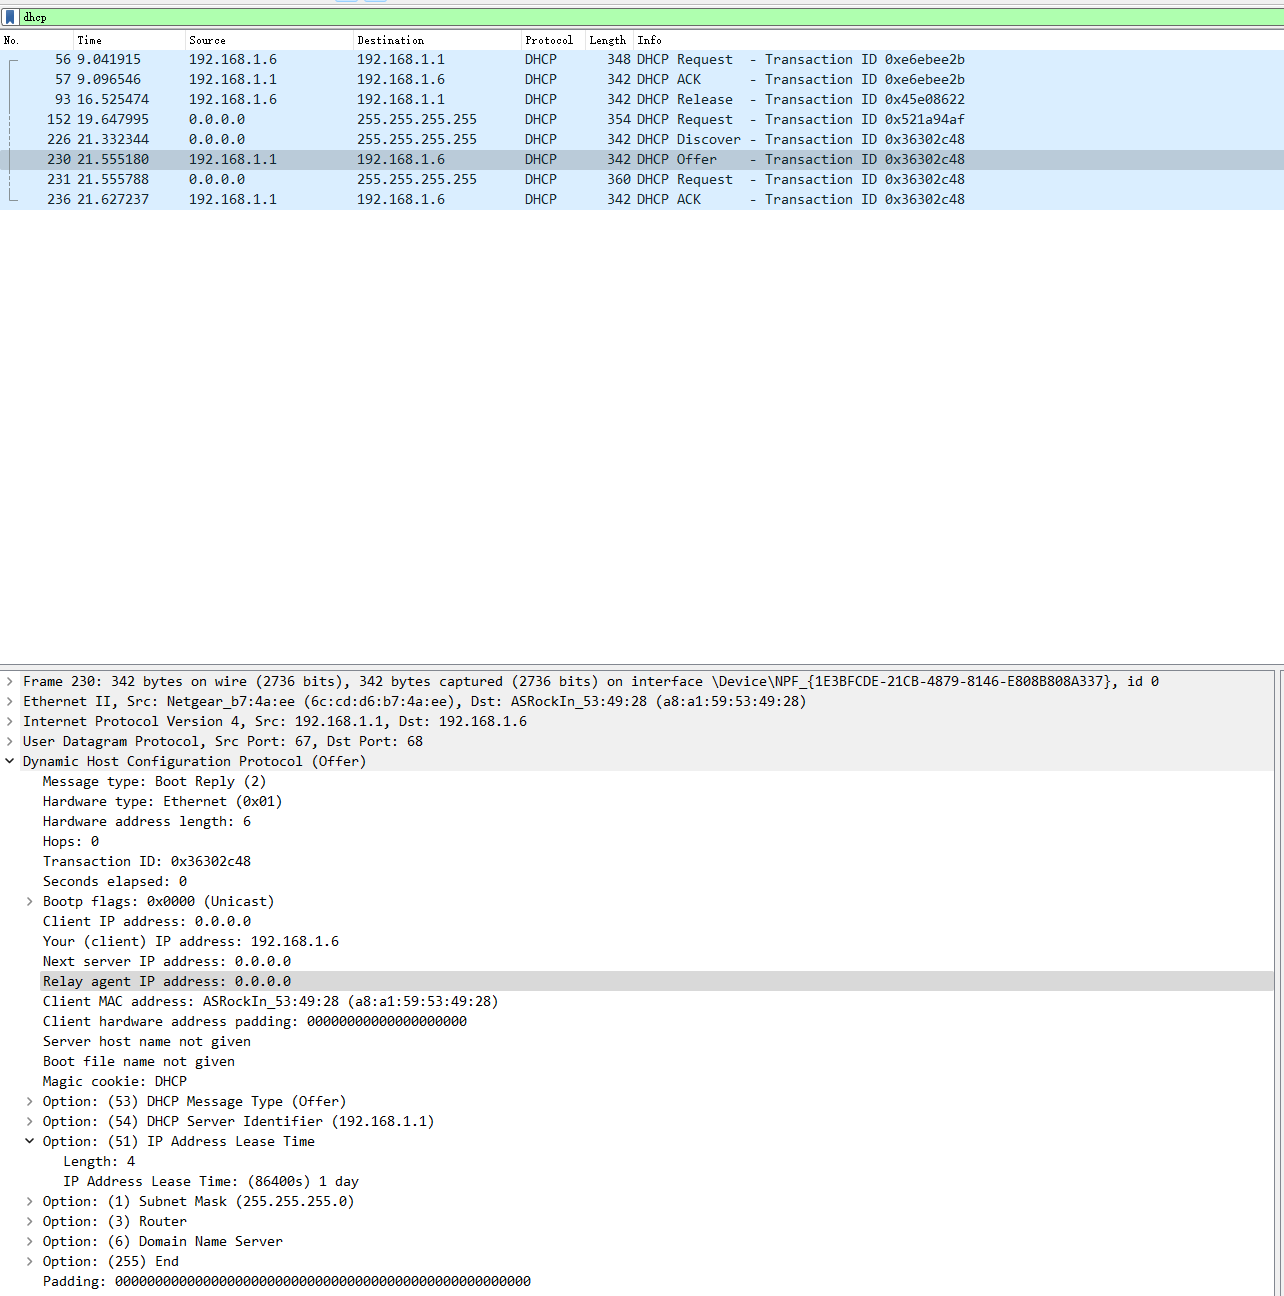 dhcp
No. Time Source Destination Protocol Length Info
56 9.041915 192.168.1.6 192.168.1.1 DHCP 348 DHCP Request - Transaction ID 0xe6ebee2b
57 9.096546 192.168.1.1 192.168.1.6 DHCP 342 DHCP ACK - Transaction ID 0xe6ebee2b
93 16.525474 192.168.1.6 192.168.1.1 DHCP 342 DHCP Release - Transaction ID 0x45e08622
152 19.647995 0.0.0.0 255.255.255.255 DHCP 354 DHCP Request - Transaction ID 0x521a94af
226 21.332344 0.0.0.0 255.255.255.255 DHCP 342 DHCP Discover - Transaction ID 0x36302c48
230 21.555180 192.168.1.1 192.168.1.6 DHCP 342 DHCP Offer - Transaction ID 0x36302c48
231 21.555788 0.0.0.0 255.255.255.255 DHCP 360 DHCP Request - Transaction ID 0x36302c48
236 21.627237 192.168.1.1 192.168.1.6 DHCP 342 DHCP ACK - Transaction ID 0x36302c48
Frame 230: 342 bytes on wire (2736 bits), 342 bytes captured (2736 bits) on interface \Device\NPF_{1E3BFCDE-21CB-4879-8146-E808B808A337}, id 0
Ethernet II, Src: Netgear_b7:4a:ee (6c:cd:d6:b7:4a:ee), Dst: ASRockIn_53:49:28 (a8:a1:59:53:49:28)
Internet Protocol Version 4, Src: 192.168.1.1, Dst: 192.168.1.6
User Datagram Protocol, Src Port: 67, Dst Port: 68
Dynamic Host Configuration Protocol (Offer)
Message type: Boot Reply (2)
Hardware type: Ethernet (0x01)
Hardware address length: 6
Hops: 0
Transaction ID: 0x36302c48
Seconds elapsed: 0
Bootp flags: 0x0000 (Unicast)
Client IP address: 0.0.0.0
Your (client) IP address: 192.168.1.6
Next server IP address: 0.0.0.0
Relay agent IP address: 0.0.0.0
Client MAC address: ASRockIn_53:49:28 (a8:a1:59:53:49:28)
Client hardware address padding: 00000000000000000000
Server host name not given
Boot file name not given
Magic cookie: DHCP
Option: (53) DHCP Message Type (Offer)
Option: (54) DHCP Server Identifier (192.168.1.1)
Option: (51) IP Address Lease Time
Length: 4
IP Address Lease Time: (86400s) 1 day
Option: (1) Subnet Mask (255.255.255.0)
Option: (3) Router
Option: (6) Domain Name Server
Option: (255) End
Padding: 0000000000000000000000000000000000000000000000000000